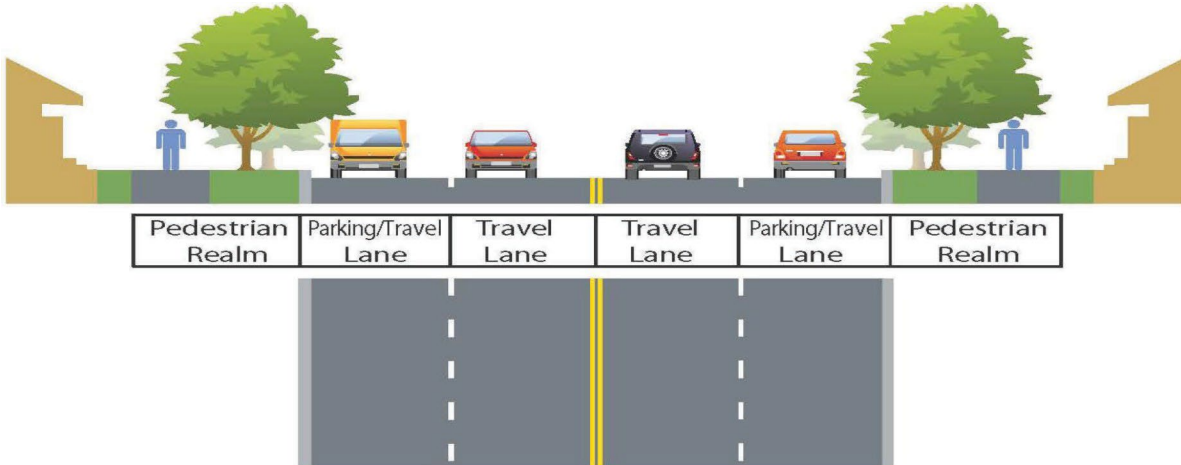 Pedestrian
Realm
Parking/Travel
Lane
Travel
Lane
Travel
Lane
Parking/Travel
Lane
Pedestrian
Realm